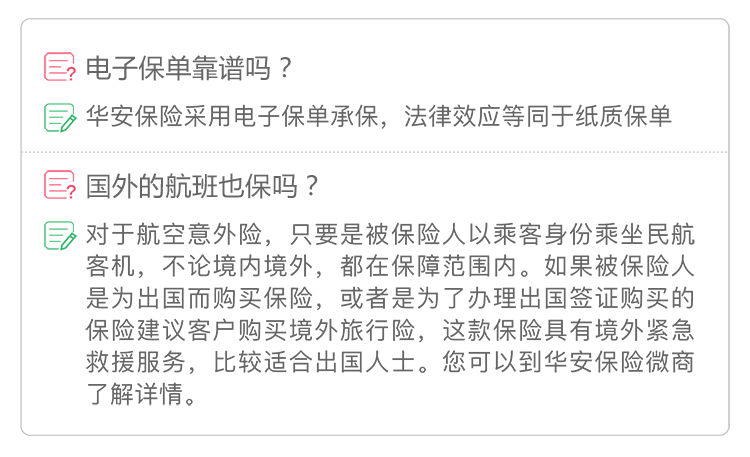 电子保单靠谱吗？
华安保险采用电子保单承保，法律效应等同于纸质保单
国外的航班也保吗？
对于航空意外险，只要是被保险人以乘客身份乘坐民航
客机，不论境内境外，都在保障范围内。如果被保险人
是为出国而购买保险，或者是为了办理出国签证购买的
保险建议客户购买境外旅行险，这款保险具有境外紧急
救援服务，比较适合出国人士。您可以到华安保险微商
了解详情。